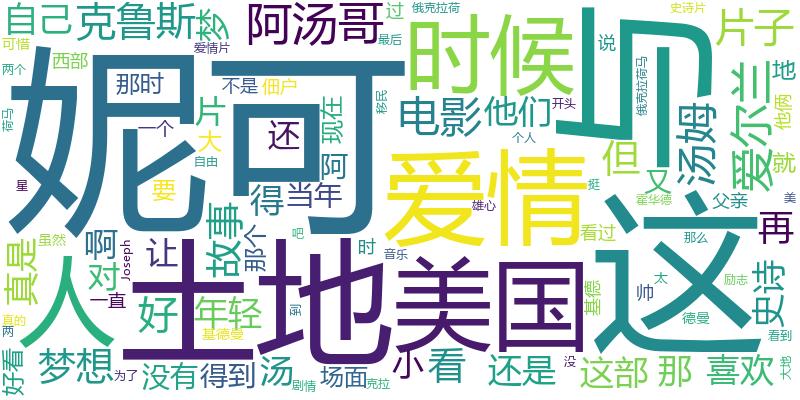 自己
克鲁斯
梦
阿汤哥
过
俄克拉荷
史诗片
可惜
爱情片
最后
时候
与
片子
两个
西部
那时
不是
佃户
移民
说
俄克拉荷马
妮可
片
大
还
现在
电影
他们
汤姆
爱尔兰
地
他俩
荷马
一个
开头
个人
星
要
阿
爱情
但
就
自由
得
当年
雄心
又
挺
霍华德
父亲
美
故事
那个
啊
吧
时
看过
那么
再
虽然
真是
Joseph
让
音乐
这
太
励志
人
对
土地
美国
基德
帅
史诗
一直
到
德曼
两
真的
好
年轻
基德曼
看到
好看
梦想
为了
没有
得到
汤
剧情
场面
克拉
小
看
还是
没
这部
那
喜欢
大地